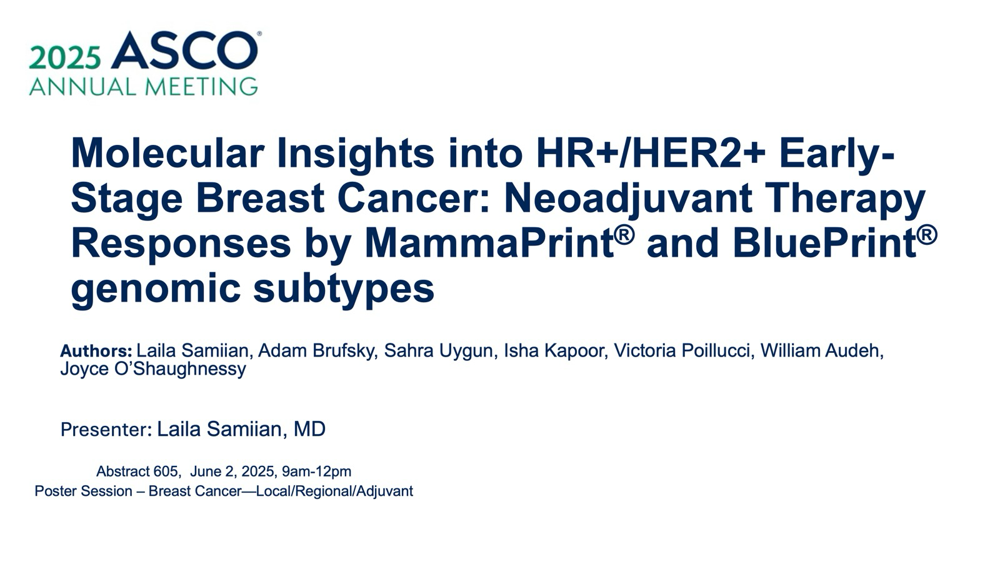 2025 ASCO®
ANNUAL MEETING
Molecular Insights into HR+/HER2+ Early-
Stage Breast Cancer: Neoadjuvant Therapy
Responses by MammaPrint® and BluePrint®
genomic subtypes
Authors: Laila Samiian, Adam Brufsky, Sahra Uygun, Isha Kapoor, Victoria Poillucci, William Audeh,
Joyce O’Shaughnessy
Presenter: Laila Samiian, MD
Abstract 605, June 2, 2025, 9am-12pm
Poster Session – Breast Cancer—Local/Regional/Adjuvant